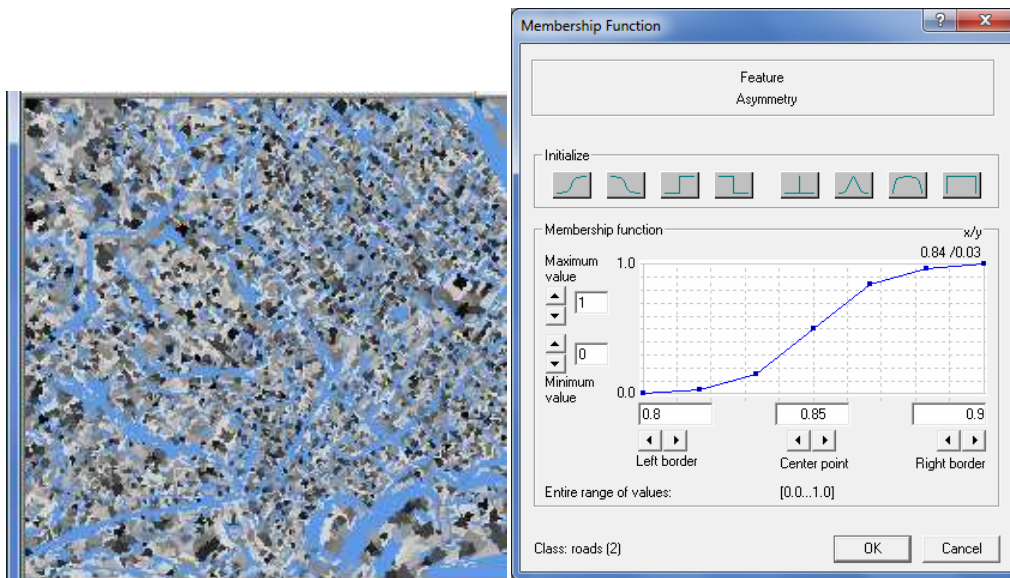 Membership Function
Feature
Asymmetry
Initialize
Membership function
x/y
0.84 /0.03
Maximum
value
1
0
Minimum
value
1.0
0.0
0.8
0.85
0.9
Left border
Center point
Right border
Entire range of values:
[0.0...1.0]
Class: roads (2)
OK
Cancel